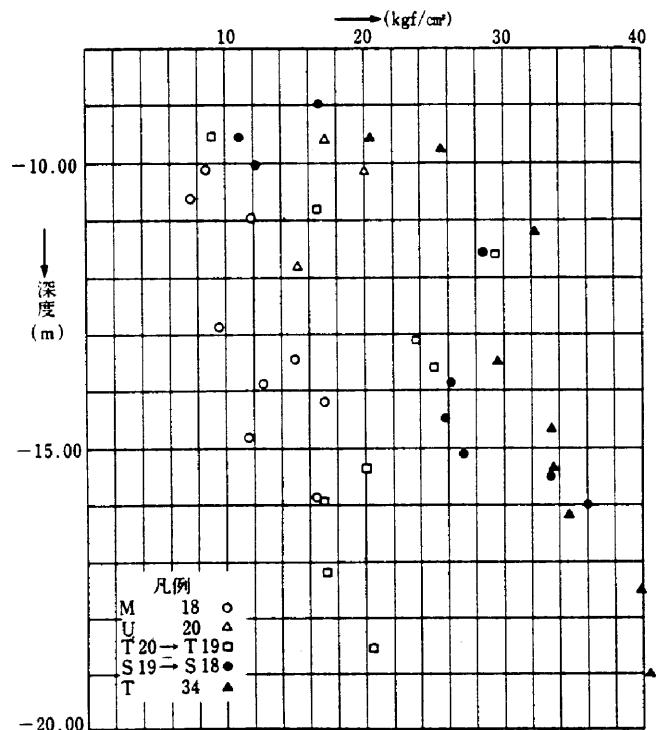 →(kgf/cm²)
10 20 30 40
−10.00
深度
(m)
−15.00
−20.00
凡例
M 18 ○
U 20 △
T 20 → T 19 □
S 19 → S 18 ●
T 34 ▲